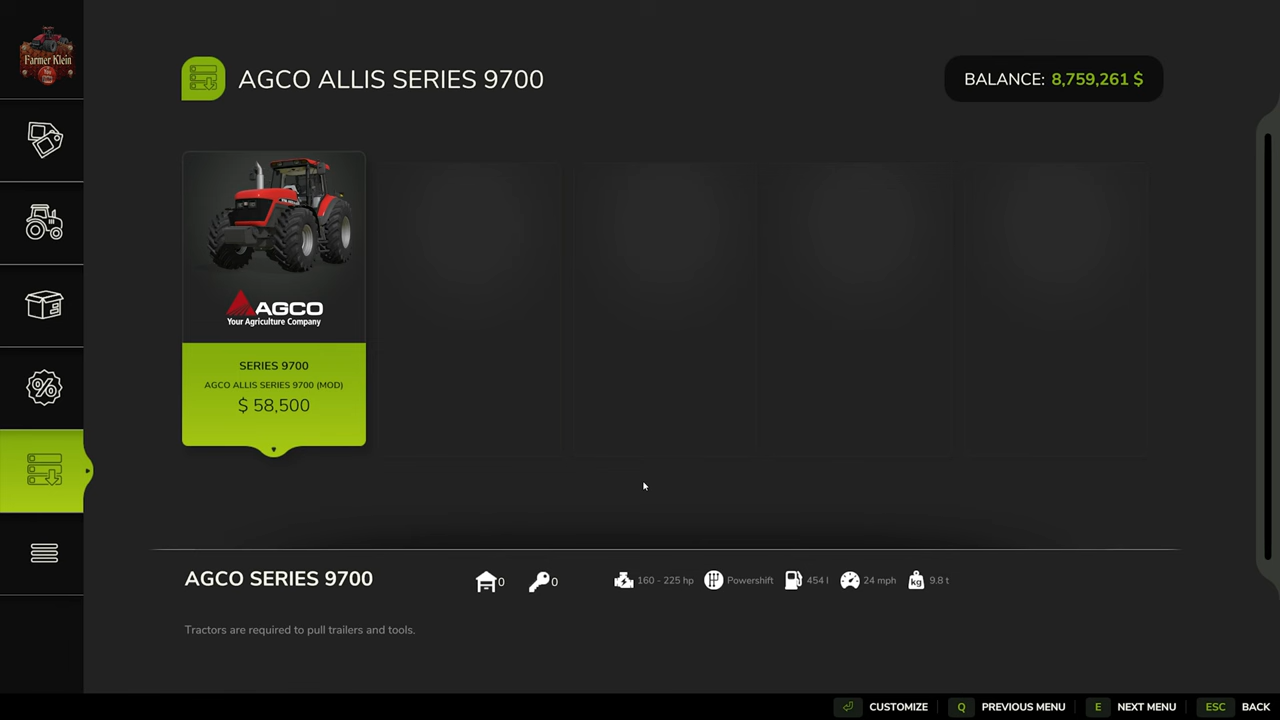 Farmer Klein
AGCO ALLIS SERIES 9700
BALANCE: 8,759,261 $
AGCO
Your Agriculture Company
SERIES 9700
AGCO ALLIS SERIES 9700 (MOD)
$ 58,500
AGCO SERIES 9700
0
0
160 - 225 hp
Powershift
454 l
24 mph
kg
9.8 t
Tractors are required to pull trailers and tools.
CUSTOMIZE
Q PREVIOUS MENU
E NEXT MENU
ESC BACK